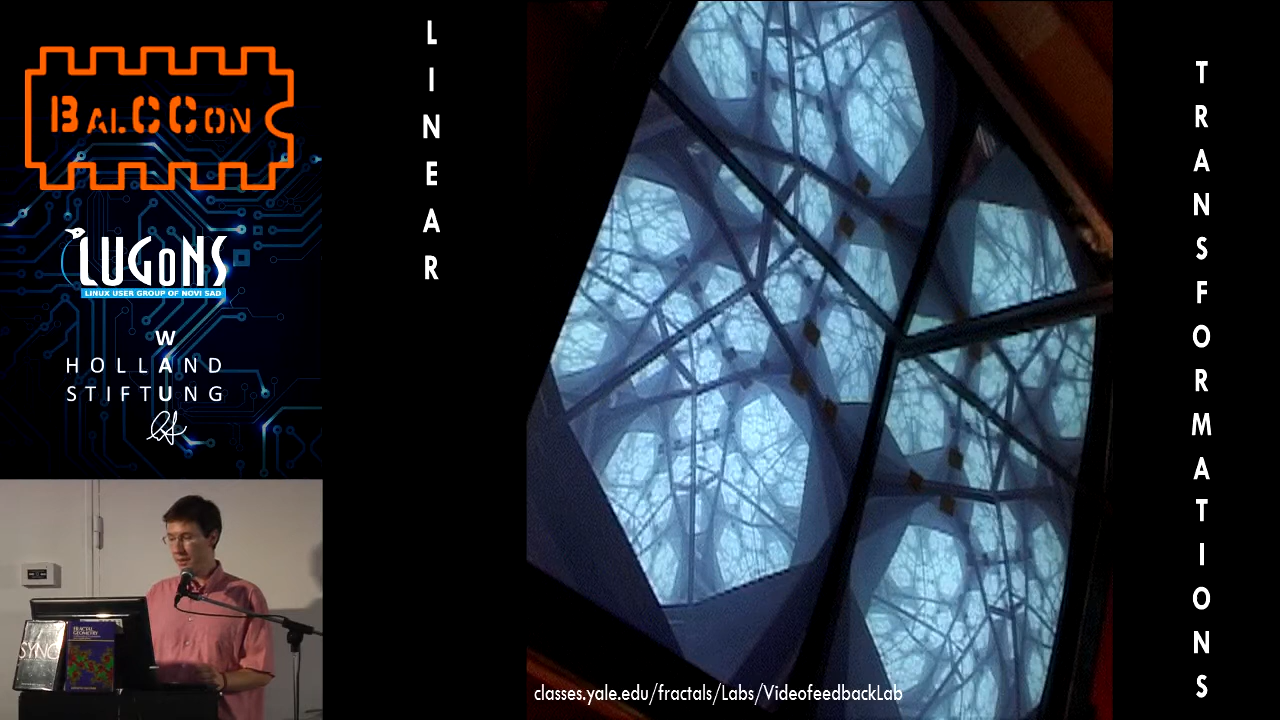 BALCCON
LUGoNS
LINUX USER GROUP OF NOVI SAD
W
HOLLAND
STIFTUNG
SYNC
FRACTAL
GEOMETRY
LINEAR
TRANSFORMATIONS
classes.yale.edu/fractals/Labs/VideofeedbackLab